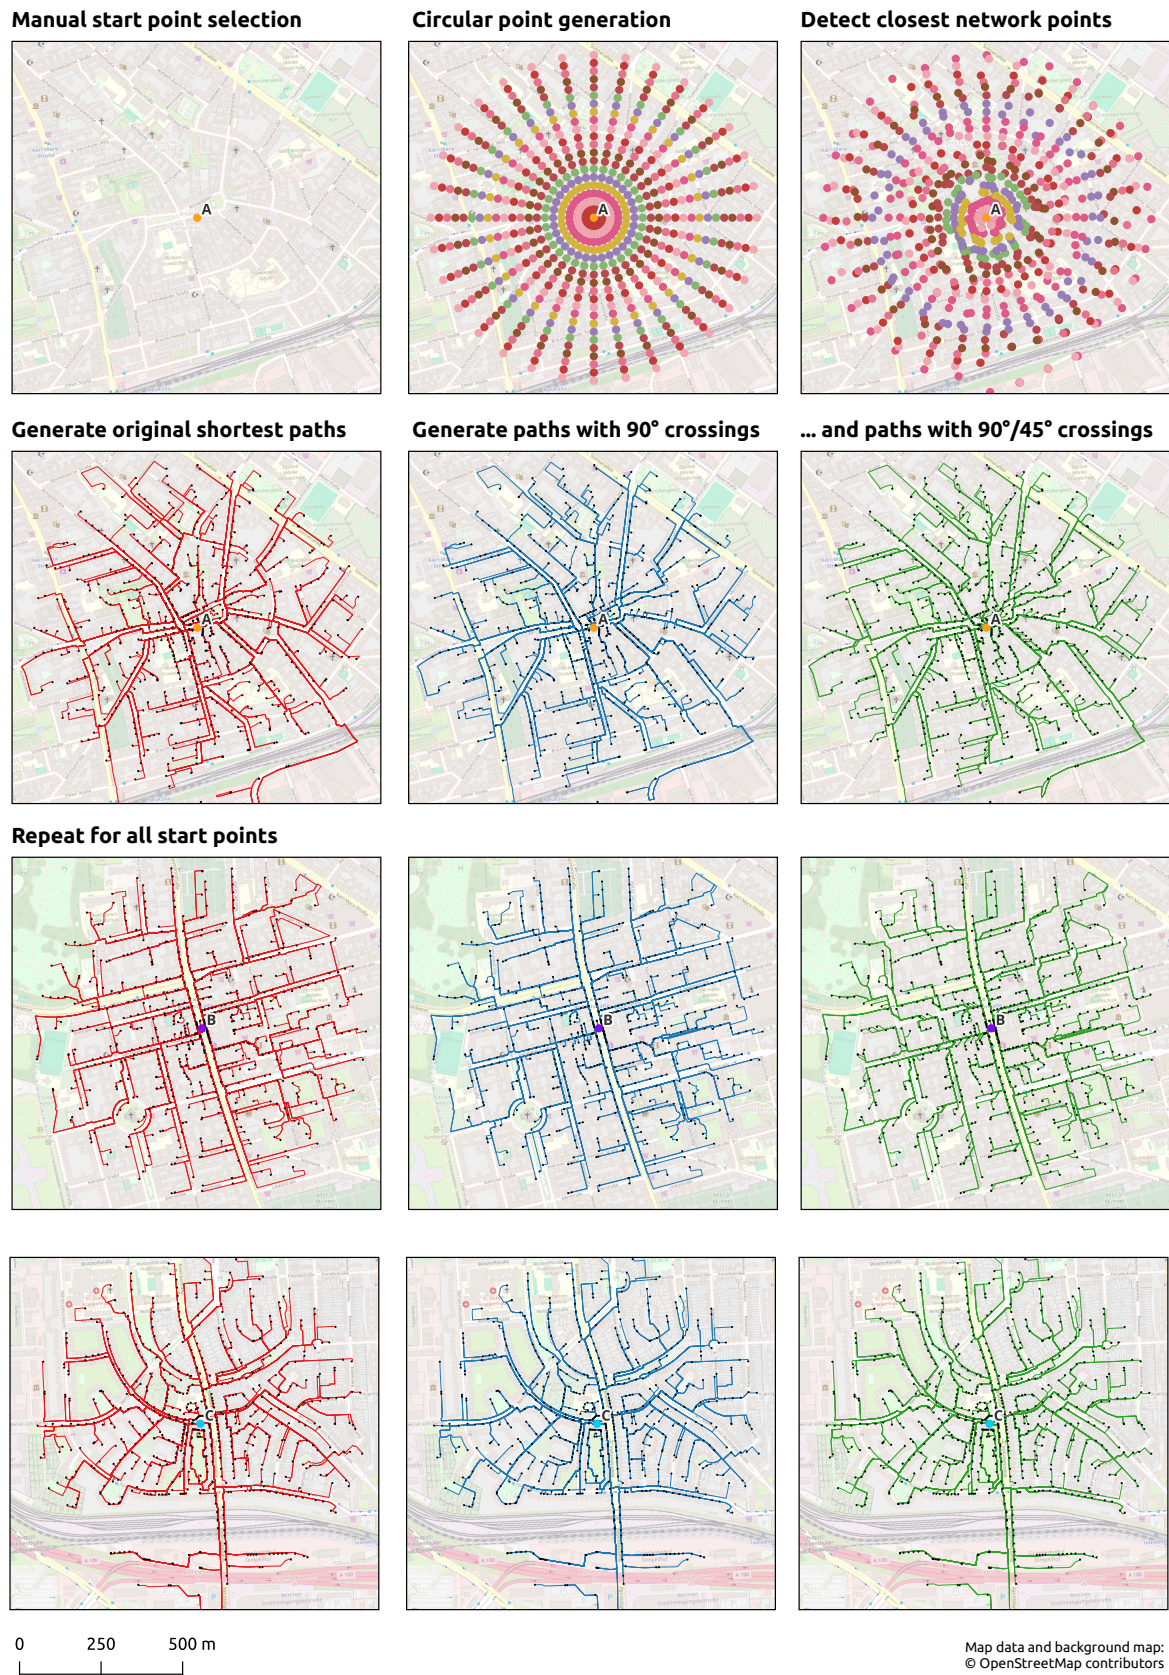 Manual start point selection
Circular point generation
Detect closest network points
A
A
A
Generate original shortest paths
Generate paths with 90° crossings
... and paths with 90°/45° crossings
A
A
A
Repeat for all start points
B
B
B
C
C
C
0 250 500 m
Map data and background map:
© OpenStreetMap contributors